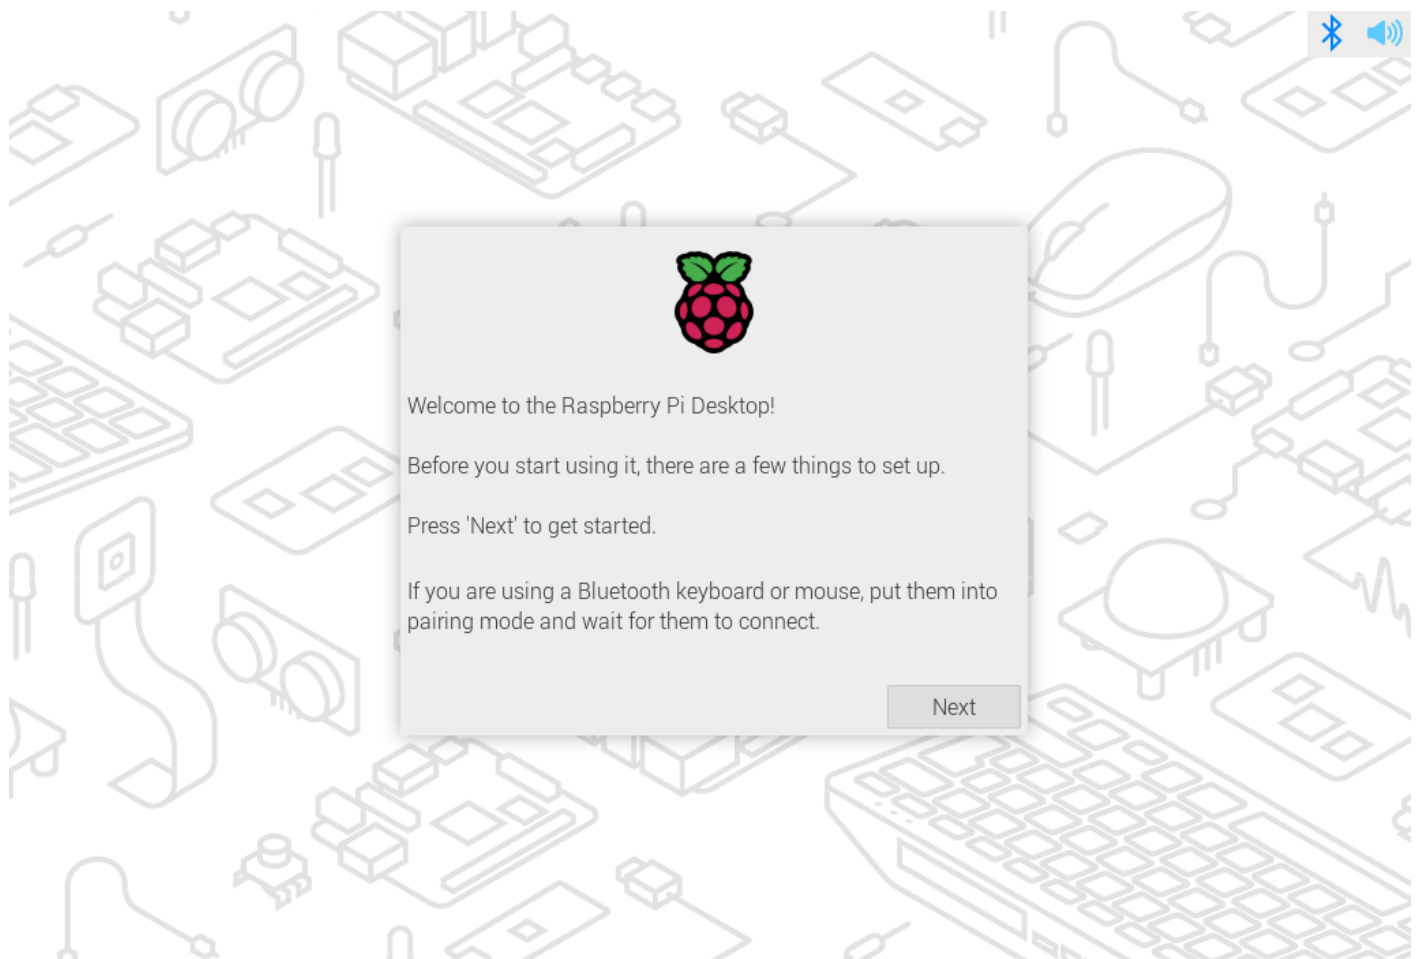 Welcome to the Raspberry Pi Desktop!
Before you start using it, there are a few things to set up.
Press 'Next' to get started.
If you are using a Bluetooth keyboard or mouse, put them into
pairing mode and wait for them to connect.
Next